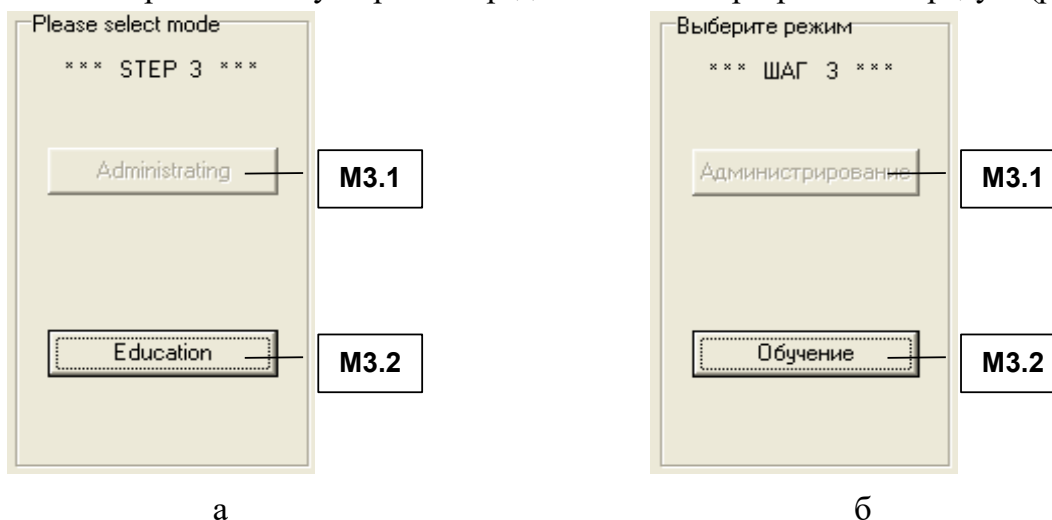 Please select mode
*** STEP 3 ***
Administrating
M3.1
Education
M3.2
а
Выберите режим
*** ШАГ 3 ***
Администрирование
M3.1
Обучение
M3.2
б